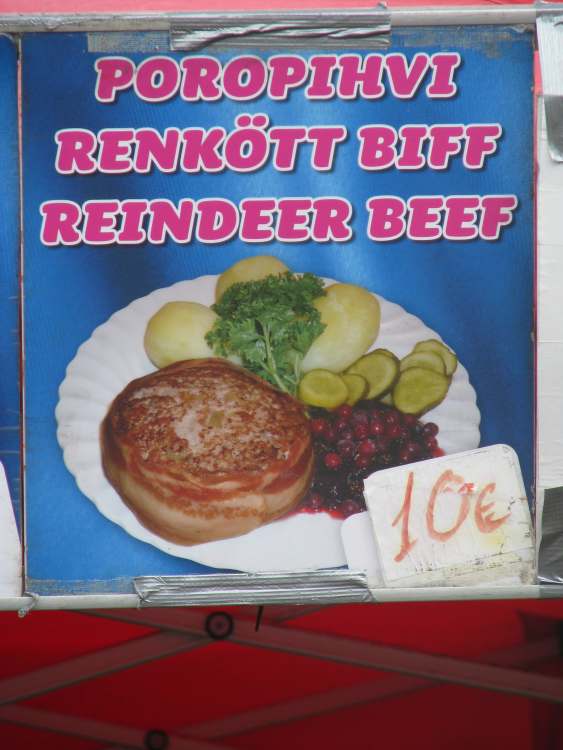 POROPIHVI
RENKÖTT BIFF
REINDEER BEEF
10€